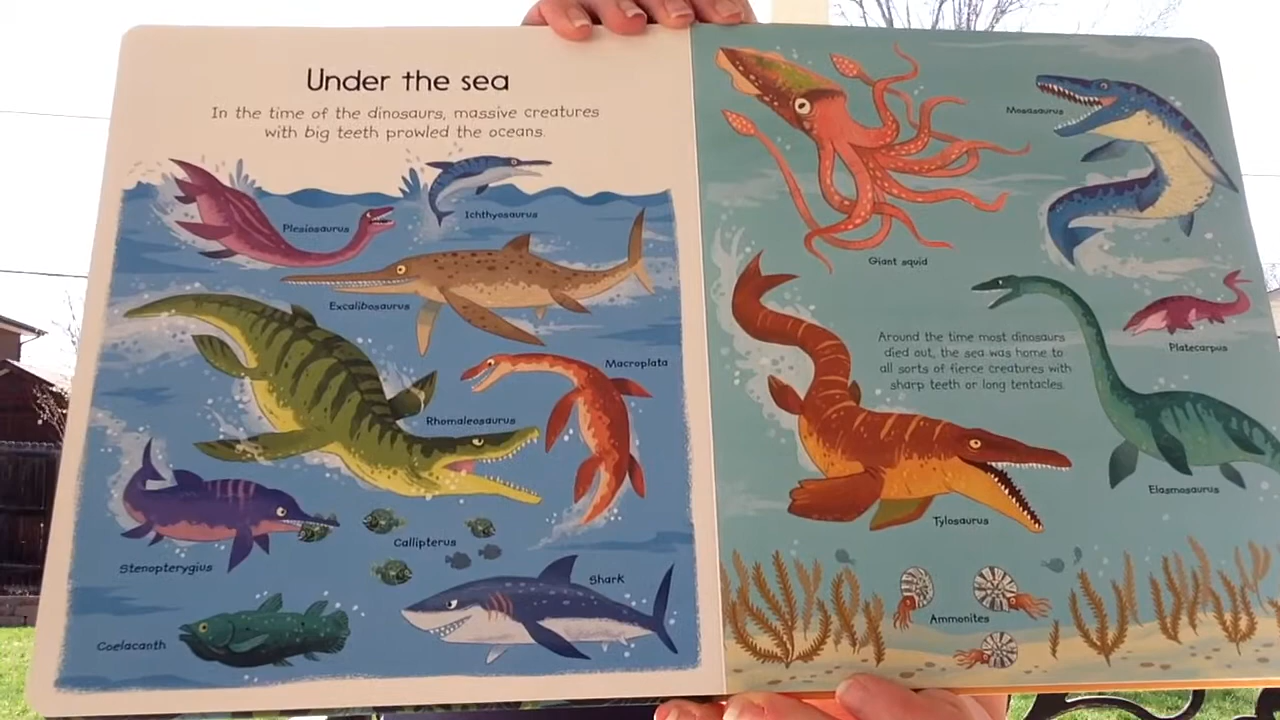 Under the sea
In the time of the dinosaurs, massive creatures
with big teeth prowled the oceans.
Ichthyosaurus
Plesiosaurus
Excalibosaurus
Macroplata
Rhomaleosaurus
Callipterus
Stenopterygius
Shark
Coelacanth
Mosasaurus
Giant squid
Around the time most dinosaurs
died out, the sea was home to
all sorts of fierce creatures with
sharp teeth or long tentacles.
Platecarpus
Elasmosaurus
Tylosaurus
Ammonites